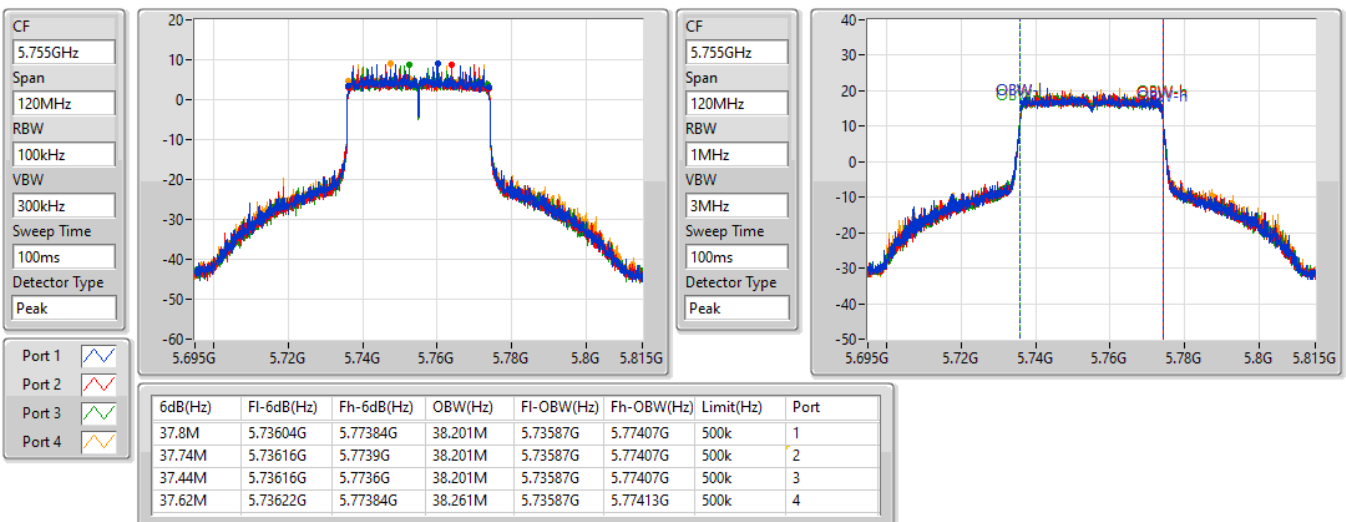 CF
5.755GHz
Span
120MHz
RBW
100kHz
VBW
300kHz
Sweep Time
100ms
Detector Type
Peak
20
10
0
-10
-20
-30
-40
-50
-60
5.695G 5.72G 5.74G 5.76G 5.78G 5.8G 5.815G
CF
5.755GHz
Span
120MHz
RBW
1MHz
VBW
3MHz
Sweep Time
100ms
Detector Type
Peak
40
30
20
10
0
-10
-20
-30
-40
-50
OBW-l OBW-h
5.695G 5.72G 5.74G 5.76G 5.78G 5.8G 5.815G
Port 1
Port 2
Port 3
Port 4
6dB(Hz) Fl-6dB(Hz) Fh-6dB(Hz) OBW(Hz) Fl-OBW(Hz) Fh-OBW(Hz) Limit(Hz) Port
37.8M 5.73604G 5.77384G 38.201M 5.73587G 5.77407G 500k 1
37.74M 5.73616G 5.7739G 38.201M 5.73587G 5.77407G 500k 2
37.44M 5.73616G 5.7736G 38.201M 5.73587G 5.77407G 500k 3
37.62M 5.73622G 5.77384G 38.261M 5.73587G 5.77413G 500k 4